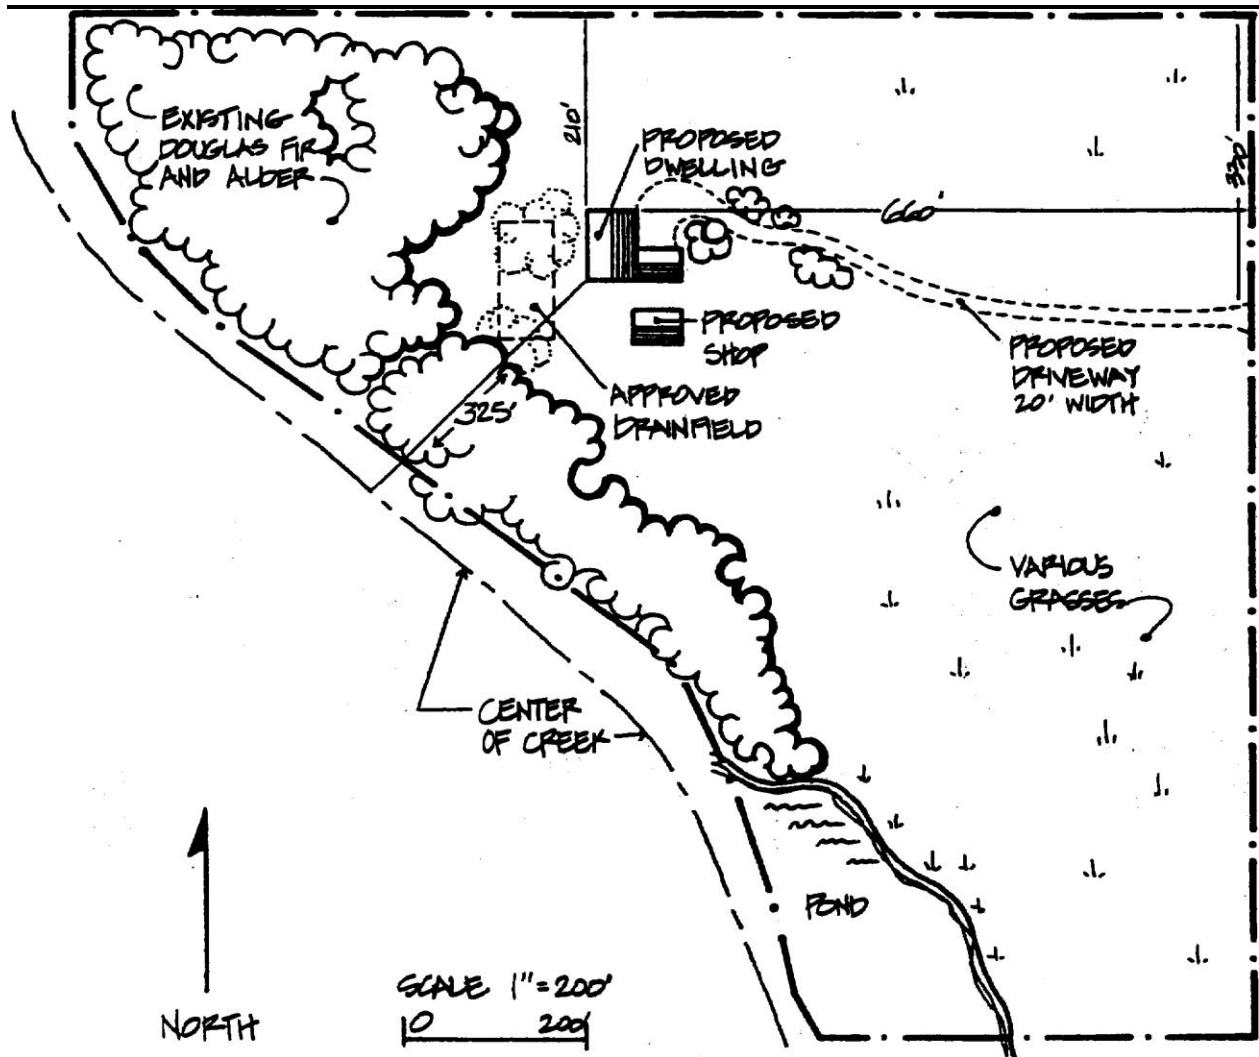 EXISTING
DOUGLAS FIR
AND ALDER
210'
PROPOSED
DWELLING
660'
330'
PROPOSED
SHOP
PROPOSED
DRIVEWAY
20' WIDTH
APPROVED
DRAINFIELD
325'
VARIOUS
GRASSES
CENTER
OF CREEK
POND
NORTH
SCALE 1"=200'
0 200'